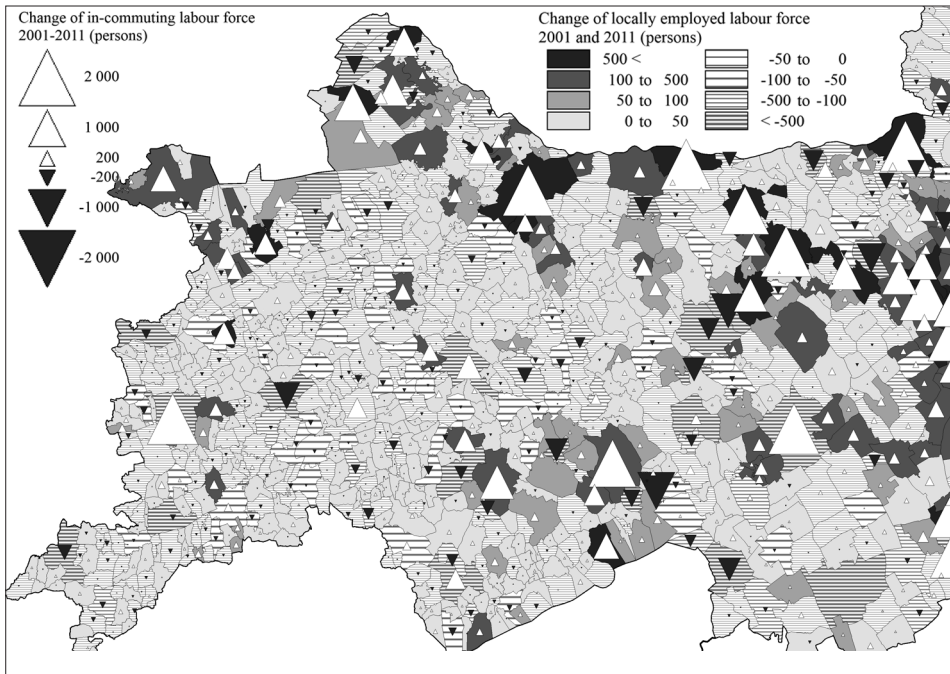 Change of in-commuting labour force
2001-2011 (persons)
2 000
1 000
200
-200
-1 000
-2 000
Change of locally employed labour force
2001 and 2011 (persons)
500 <
100 to 500
50 to 100
0 to 50
-50 to 0
-100 to -50
-500 to -100
< -500